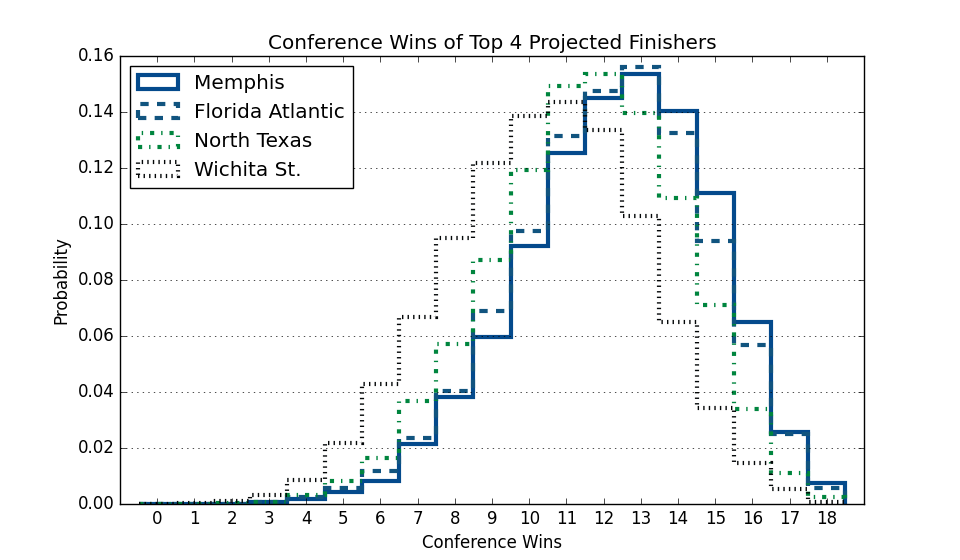 Conference Wins of Top 4 Projected Finishers
0.16
0.14
0.12
0.10
0.08
0.06
0.04
0.02
0.00
Probability
Memphis
Florida Atlantic
North Texas
Wichita St.
0 1 2 3 4 5 6 7 8 9 10 11 12 13 14 15 16 17 18
Conference Wins